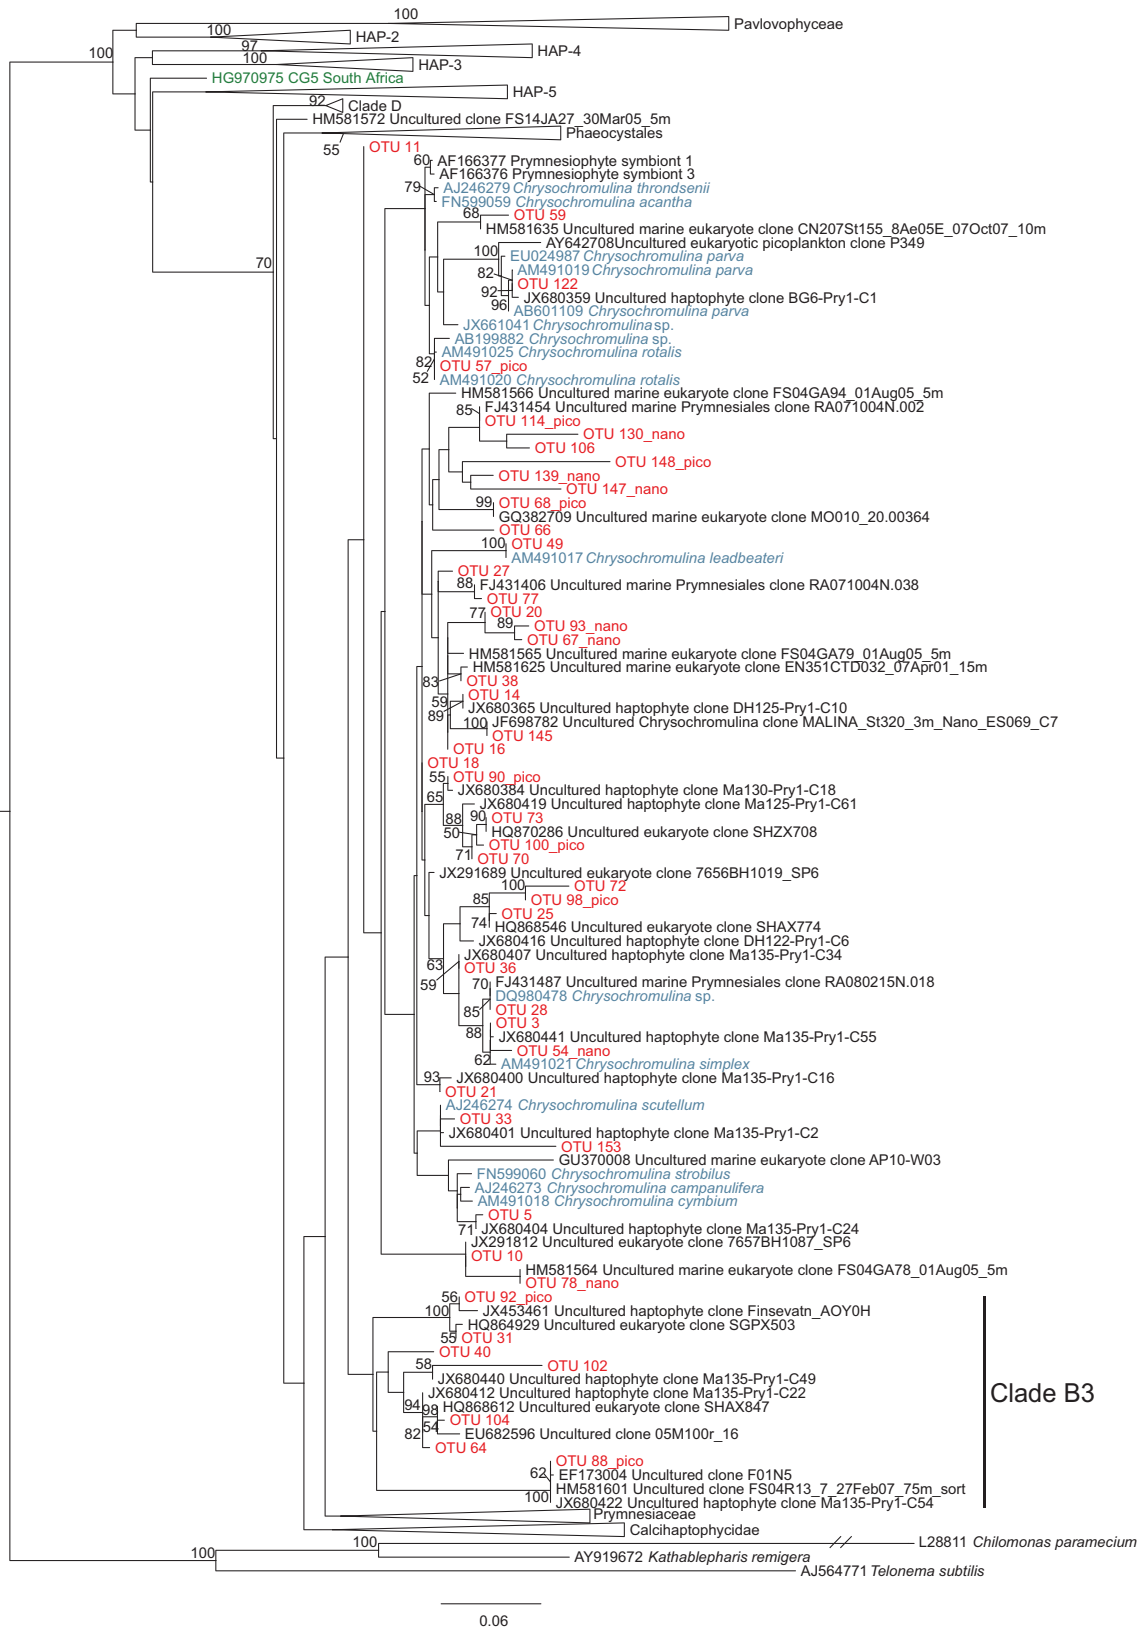 100
Pavlovophyceae
100
HAP-2
97
HAP-4
100
100
HAP-3
HG970975 CG5 South Africa
HAP-5
92
Clade D
HM581572 Uncultured clone FS14JA27_30Mar05_5m
Phaeocystales
55
OTU 11
60
AF166377 Prymnesiophyte symbiont 1
AF166376 Prymnesiophyte symbiont 3
79
AJ246279 Chrysochromulina throndsenii
FN599059 Chrysochromulina acantha
68
OTU 59
HM581635 Uncultured marine eukaryote clone CN207St155_8Ae05E_07Oct07_10m
AY642708Uncultured eukaryotic picoplankton clone P349
100
EU024987 Chrysochromulina parva
70
82
AM491019 Chrysochromulina parva
OTU 122
92
JX680359 Uncultured haptophyte clone BG6-Pry1-C1
96
AB601109 Chrysochromulina parva
JX661041 Chrysochromulina sp.
AB199882 Chrysochromulina sp.
AM491025 Chrysochromulina rotalis
82
OTU 57_pico
52
AM491020 Chrysochromulina rotalis
HM581566 Uncultured marine eukaryote clone FS04GA94_01Aug05_5m
85
FJ431454 Uncultured marine Prymnesiales clone RA071004N.002
OTU 114_pico
OTU 130_nano
OTU 106
OTU 148_pico
OTU 139_nano
OTU 147_nano
99
OTU 68_pico
GQ382709 Uncultured marine eukaryote clone MO010_20.00364
OTU 66
100
OTU 49
AM491017 Chrysochromulina leadbeateri
OTU 27
88
FJ431406 Uncultured marine Prymnesiales clone RA071004N.038
OTU 77
77
OTU 20
89
OTU 93_nano
OTU 67_nano
HM581565 Uncultured marine eukaryote clone FS04GA79_01Aug05_5m
HM581625 Uncultured marine eukaryote clone EN351CTD032_07Apr01_15m
83
OTU 38
59
OTU 14
JX680365 Uncultured haptophyte clone DH125-Pry1-C10
89
100
JF698782 Uncultured Chrysochromulina clone MALINA_St320_3m_Nano_ES069_C7
OTU 145
OTU 16
OTU 18
55
OTU 90_pico
JX680384 Uncultured haptophyte clone Ma130-Pry1-C18
65
JX680419 Uncultured haptophyte clone Ma125-Pry1-C61
88
90
OTU 73
50
HQ870286 Uncultured eukaryote clone SHZX708
OTU 100_pico
71
OTU 70
JX291689 Uncultured eukaryote clone 7656BH1019_SP6
100
OTU 72
85
OTU 98_pico
OTU 25
74
HQ868546 Uncultured eukaryote clone SHAX774
JX680416 Uncultured haptophyte clone DH122-Pry1-C6
JX680407 Uncultured haptophyte clone Ma135-Pry1-C34
63
OTU 36
59
70
FJ431487 Uncultured marine Prymnesiales clone RA080215N.018
DQ980478 Chrysochromulina sp.
85
OTU 28
OTU 3
88
JX680441 Uncultured haptophyte clone Ma135-Pry1-C55
OTU 54_nano
62
AM491021 Chrysochromulina simplex
93
JX680400 Uncultured haptophyte clone Ma135-Pry1-C16
OTU 21
AJ246274 Chrysochromulina scutellum
OTU 33
JX680401 Uncultured haptophyte clone Ma135-Pry1-C2
OTU 153
GU370008 Uncultured marine eukaryote clone AP10-W03
FN599060 Chrysochromulina strobilus
AJ246273 Chrysochromulina campanulifera
AM491018 Chrysochromulina cymbium
OTU 5
71
JX680404 Uncultured haptophyte clone Ma135-Pry1-C24
JX291812 Uncultured eukaryote clone 7657BH1087_SP6
OTU 10
HM581564 Uncultured marine eukaryote clone FS04GA78_01Aug05_5m
OTU 78_nano
56
OTU 92_pico
100
JX453461 Uncultured haptophyte clone Finsevatn_AOY0H
HQ864929 Uncultured eukaryote clone SGPX503
55
OTU 31
OTU 40
58
OTU 102
JX680440 Uncultured haptophyte clone Ma135-Pry1-C49
JX680412 Uncultured haptophyte clone Ma135-Pry1-C22
Clade B3
94
98
HQ868612 Uncultured eukaryote clone SHAX847
OTU 104
54
82
EU682596 Uncultured clone 05M100r_16
OTU 64
OTU 88_pico
62
EF173004 Uncultured clone F01N5
HM581601 Uncultured clone FS04R13_7_27Feb07_75m_sort
100
JX680422 Uncultured haptophyte clone Ma135-Pry1-C54
Prymnesiaceae
Calcihaptophycidae
100
L28811 Chilomonas paramecium
100
AY919672 Kathablepharis remigera
AJ564771 Telonema subtilis
0.06